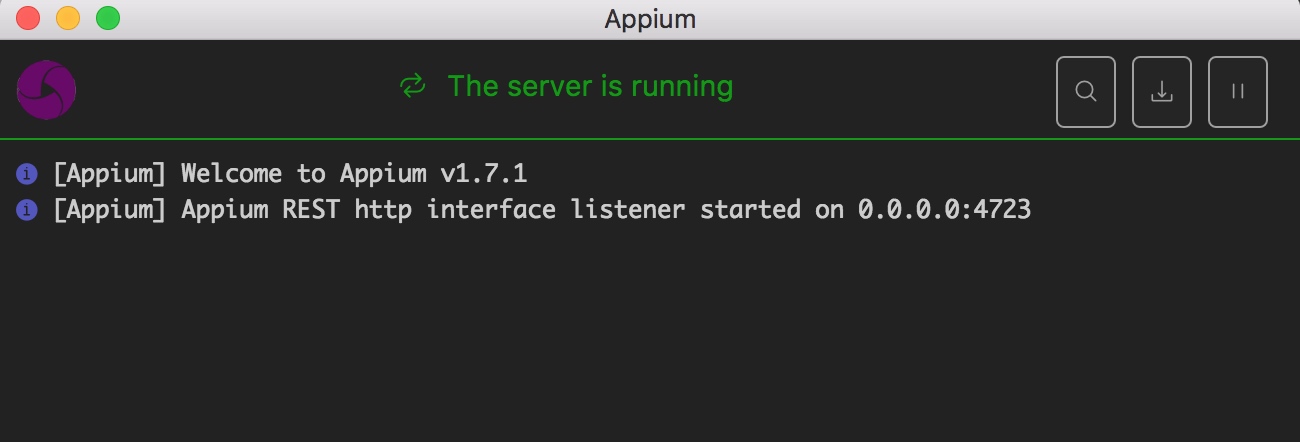 Appium
The server is running
[Appium] Welcome to Appium v1.7.1
[Appium] Appium REST http interface listener started on 0.0.0.0:4723